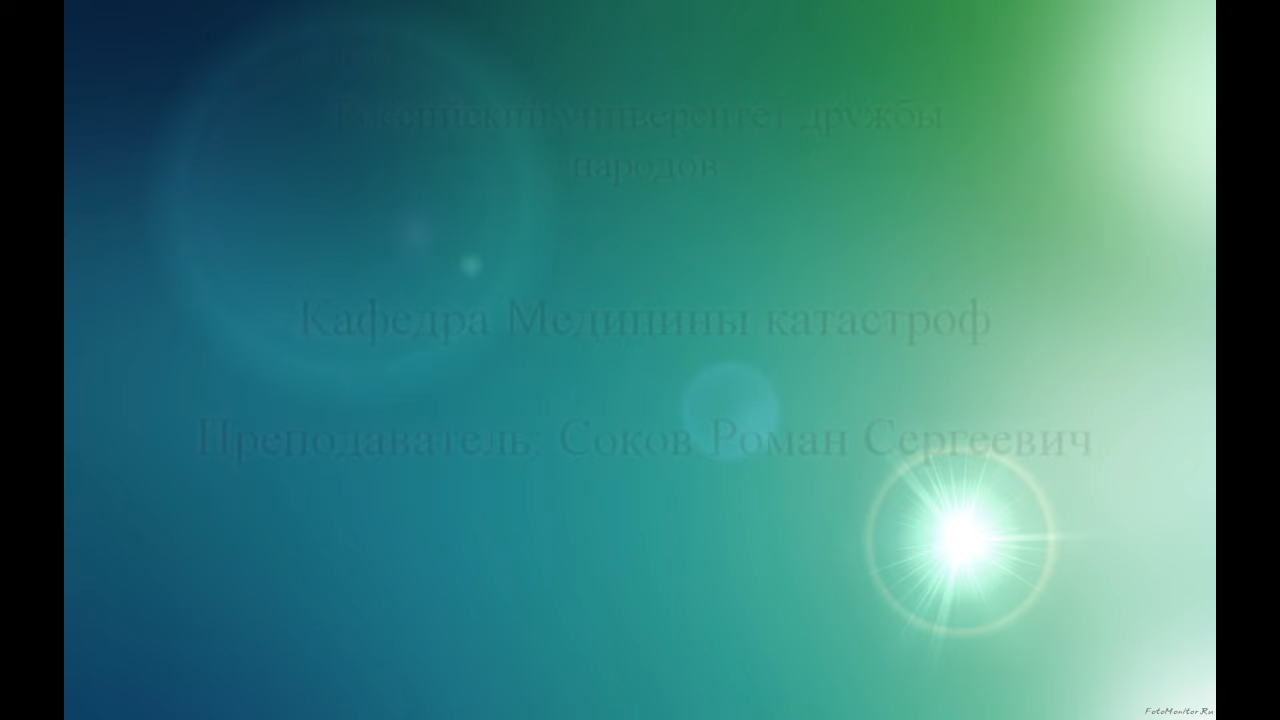 Российский университет дружбы
народов
Кафедра Медицины катастроф
Преподаватель: Соков Роман Сергеевич
FotoMonitor.Ru